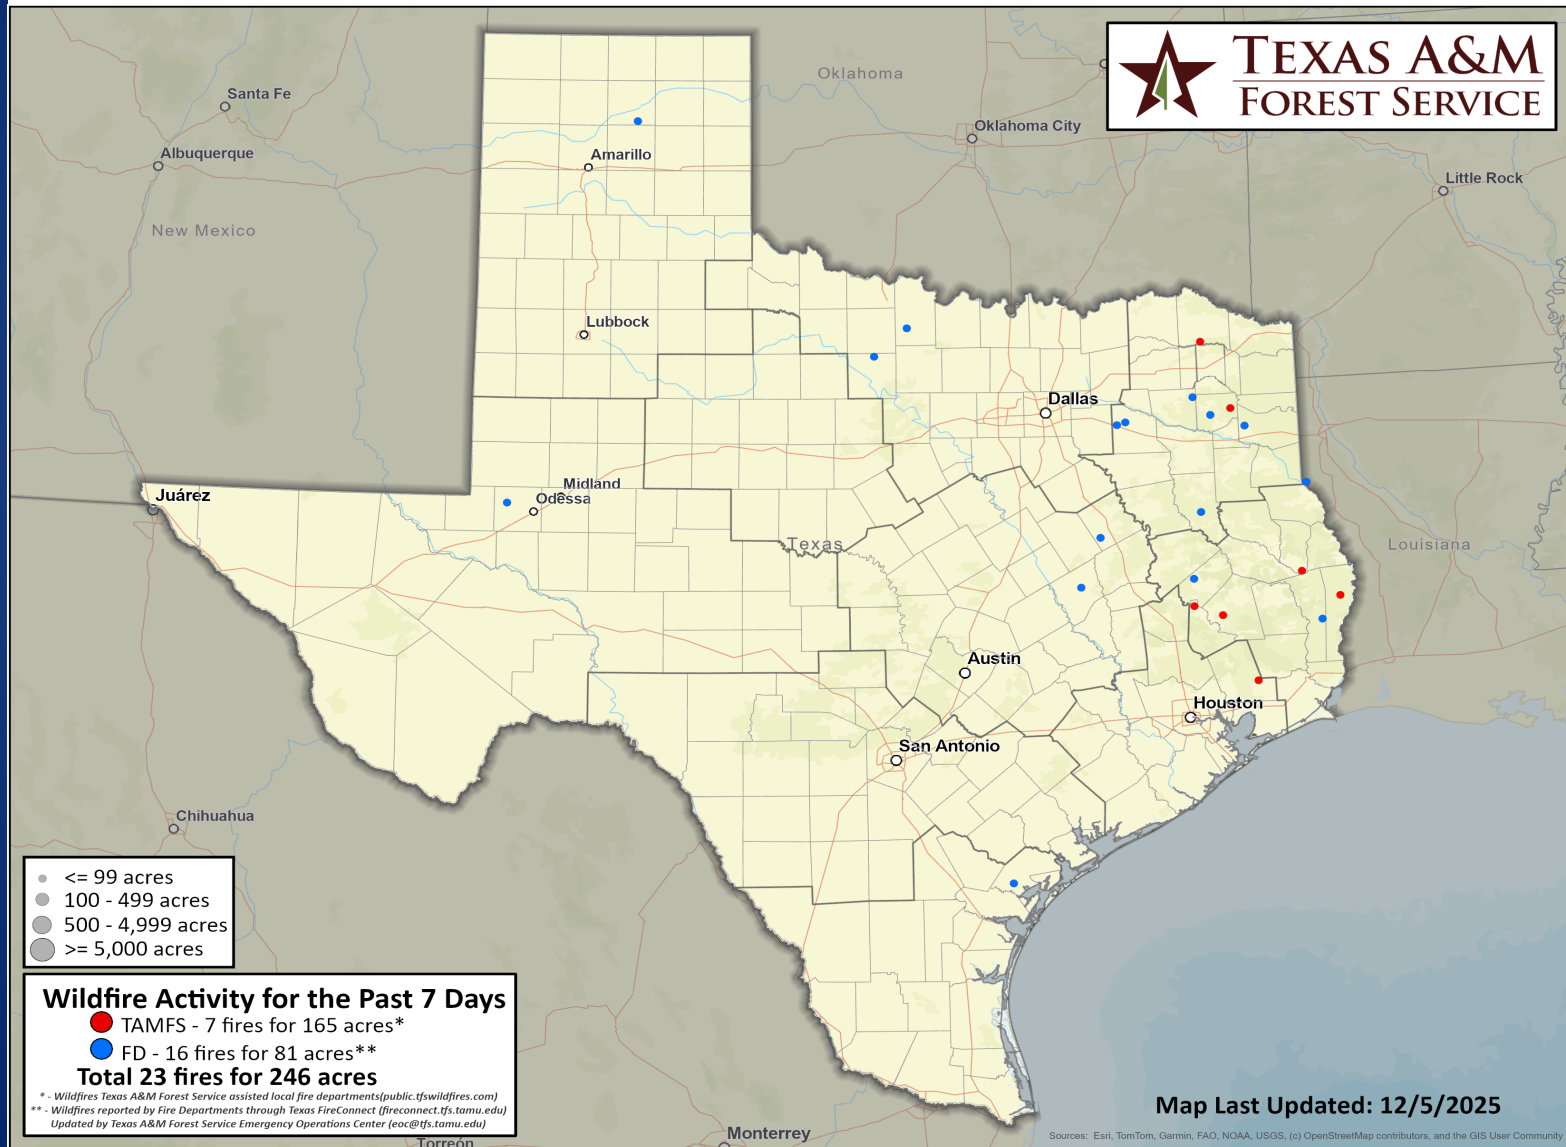 TEXAS A&M
FOREST SERVICE
Oklahoma
Santa Fe
Oklahoma City
Albuquerque
Amarillo
Little Rock
New Mexico
Lubbock
Dallas
Midland
Odessa
Juárez
Texas
Louisiana
Austin
Houston
San Antonio
Chihuahua
<= 99 acres
100 - 499 acres
500 - 4,999 acres
>= 5,000 acres
Wildfire Activity for the Past 7 Days
TAMFS - 7 fires for 165 acres*
FD - 16 fires for 81 acres**
Total 23 fires for 246 acres
* - Wildfires Texas A&M Forest Service assisted local fire departments(public.tfswildfires.com)
** - Wildfires reported by Fire Departments through Texas FireConnect (fireconnect.tfs.tamu.edu)
Updated by Texas A&M Forest Service Emergency Operations Center (eoc@tfs.tamu.edu)
Map Last Updated: 12/5/2025
Monterrey
Torreón
Sources: Esri, TomTom, Garmin, FAO, NOAA, USGS, (c) OpenStreetMap contributors, and the GIS User Community